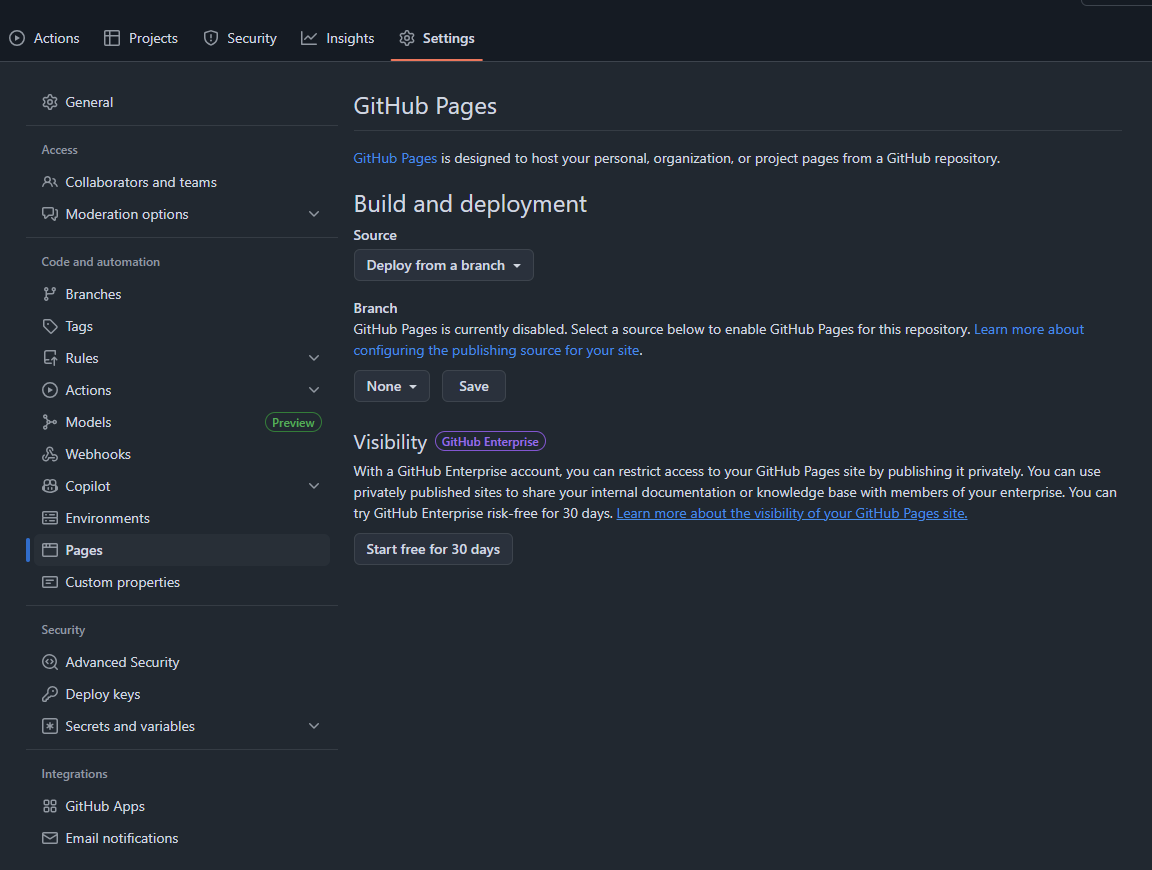 Actions Projects Security Insights Settings
General
Access
Collaborators and teams
Moderation options
Code and automation
Branches
Tags
Rules
Actions
Models Preview
Webhooks
Copilot
Environments
Pages
Custom properties
Security
Advanced Security
Deploy keys
Secrets and variables
Integrations
GitHub Apps
Email notifications
GitHub Pages
GitHub Pages is designed to host your personal, organization, or project pages from a GitHub repository.
Build and deployment
Source
Deploy from a branch
Branch
GitHub Pages is currently disabled. Select a source below to enable GitHub Pages for this repository. Learn more about
configuring the publishing source for your site.
None Save
Visibility GitHub Enterprise
With a GitHub Enterprise account, you can restrict access to your GitHub Pages site by publishing it privately. You can use
privately published sites to share your internal documentation or knowledge base with members of your enterprise. You can
try GitHub Enterprise risk-free for 30 days. Learn more about the visibility of your GitHub Pages site.
Start free for 30 days